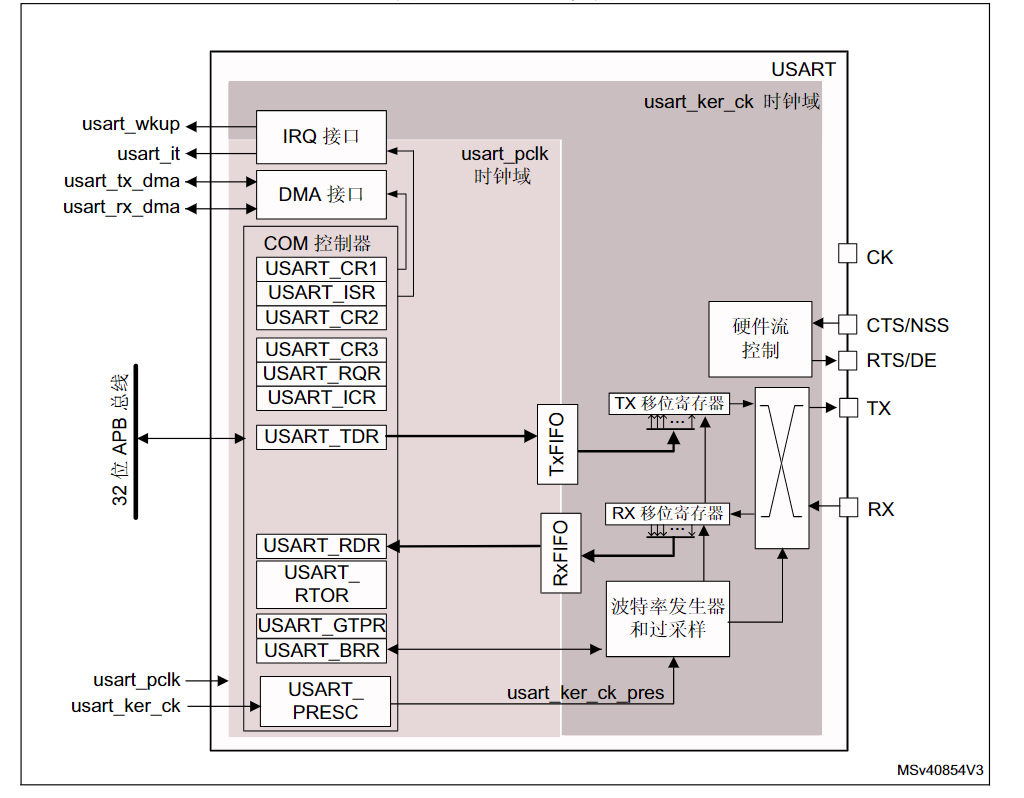 USART
usart_ker_ck 时钟域
usart_wkup
IRQ 接口
usart_it
usart_pclk
时钟域
usart_tx_dma
DMA 接口
usart_rx_dma
COM 控制器
USART_CR1
USART_ISR
USART_CR2
USART_CR3
USART_RQR
USART_ICR
USART_TDR
32 位 APB 总线
CK
硬件流
控制
CTS/NSS
RTS/DE
TX 移位寄存器
...
TX
TxFIFO
RX 移位寄存器
...
RX
RxFIFO
USART_RDR
USART_
RTOR
USART_GTPR
USART_BRR
波特率发生器
和过采样
usart_pclk
usart_ker_ck
USART_
PRESC
usart_ker_ck_pres
MSv40854V3